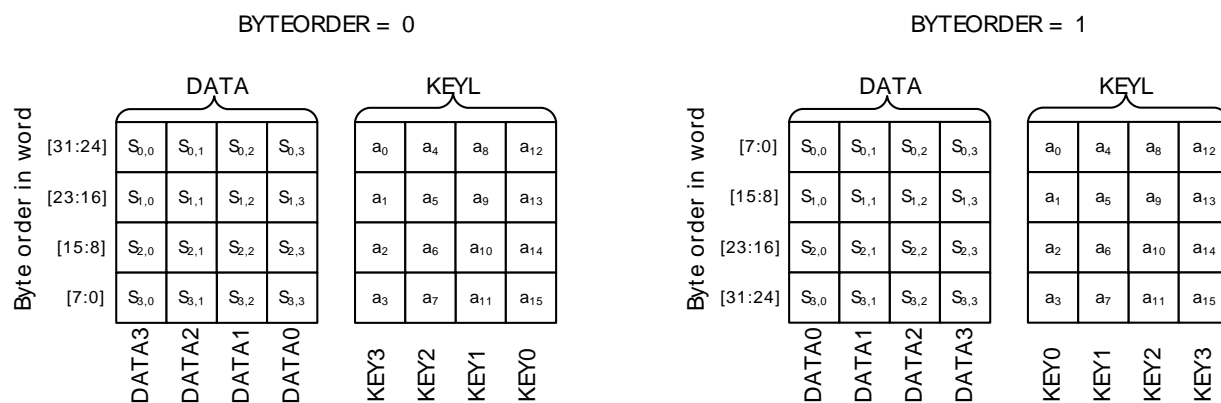 BYTEORDER = 0
BYTEORDER = 1
DATA KEYL
Byte order in word
[31:24] S0,0 S0,1 S0,2 S0,3 a0 a4 a8 a12
[23:16] S1,0 S1,1 S1,2 S1,3 a1 a5 a9 a13
[15:8] S2,0 S2,1 S2,2 S2,3 a2 a6 a10 a14
[7:0] S3,0 S3,1 S3,2 S3,3 a3 a7 a11 a15
DATA3 DATA2 DATA1 DATA0 KEY3 KEY2 KEY1 KEY0
DATA KEYL
Byte order in word
[7:0] S0,0 S0,1 S0,2 S0,3 a0 a4 a8 a12
[15:8] S1,0 S1,1 S1,2 S1,3 a1 a5 a9 a13
[23:16] S2,0 S2,1 S2,2 S2,3 a2 a6 a10 a14
[31:24] S3,0 S3,1 S3,2 S3,3 a3 a7 a11 a15
DATA0 DATA1 DATA2 DATA3 KEY0 KEY1 KEY2 KEY3